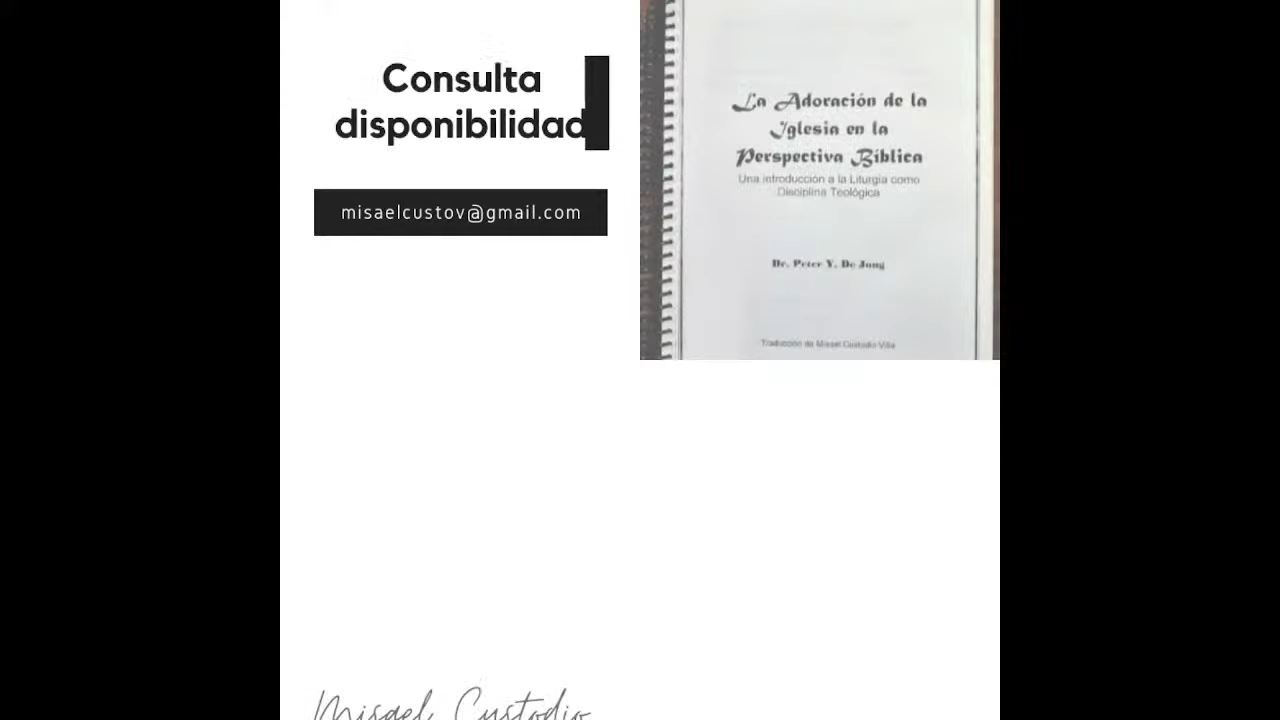 Consulta
disponibilidad
misaelcustov@gmail.com
La Adoración de la
Iglesia en la
Perspectiva Bíblica
Una introducción a la Liturgia como
Disciplina Teológica
Dr. Peter Y. De Jong
Traducción de Misael Custodio Villa
Misael Custodio